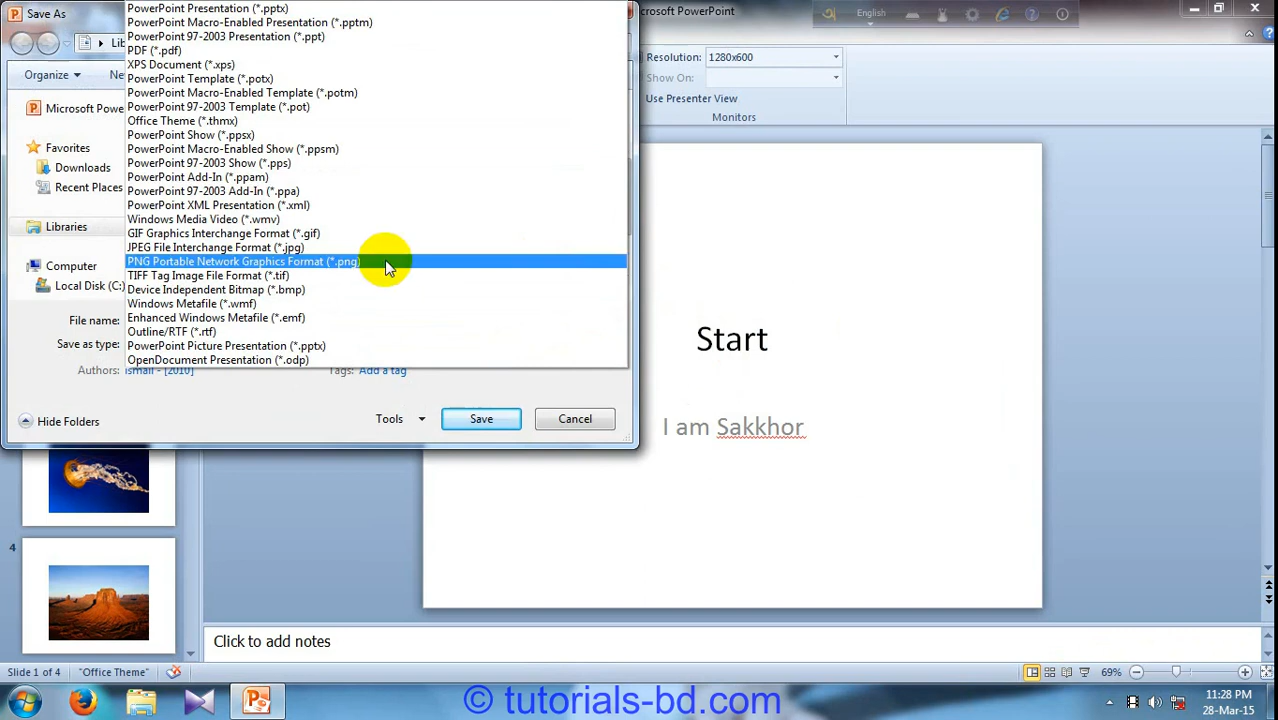 Save As
icrosoft PowerPoint
English
PowerPoint Presentation (*.pptx)
PowerPoint Macro-Enabled Presentation (*.pptm)
PowerPoint 97-2003 Presentation (*.ppt)
PDF (*.pdf)
XPS Document (*.xps)
PowerPoint Template (*.potx)
PowerPoint Macro-Enabled Template (*.potm)
PowerPoint 97-2003 Template (*.pot)
Office Theme (*.thmx)
PowerPoint Show (*.ppsx)
PowerPoint Macro-Enabled Show (*.ppsm)
PowerPoint 97-2003 Show (*.pps)
PowerPoint Add-In (*.ppam)
PowerPoint 97-2003 Add-In (*.ppa)
PowerPoint XML Presentation (*.xml)
Windows Media Video (*.wmv)
GIF Graphics Interchange Format (*.gif)
JPEG File Interchange Format (*.jpg)
PNG Portable Network Graphics Format (*.png)
TIFF Tag Image File Format (*.tif)
Device Independent Bitmap (*.bmp)
Windows Metafile (*.wmf)
Enhanced Windows Metafile (*.emf)
Outline/RTF (*.rtf)
PowerPoint Picture Presentation (*.pptx)
OpenDocument Presentation (*.odp)
Lib
Organize
Ne
Microsoft Powe
Favorites
Downloads
Recent Places
Libraries
Computer
Local Disk (C:)
File name:
Save as type:
Authors: Ismail - [2010]
Tags: Add a tag
Hide Folders
Tools
Save
Cancel
Resolution: 1280x600
Show On:
Use Presenter View
Monitors
Start
I am Sakkhor
4
Click to add notes
Slide 1 of 4
"Office Theme"
69%
© tutorials-bd.com
11:28 PM
28-Mar-15